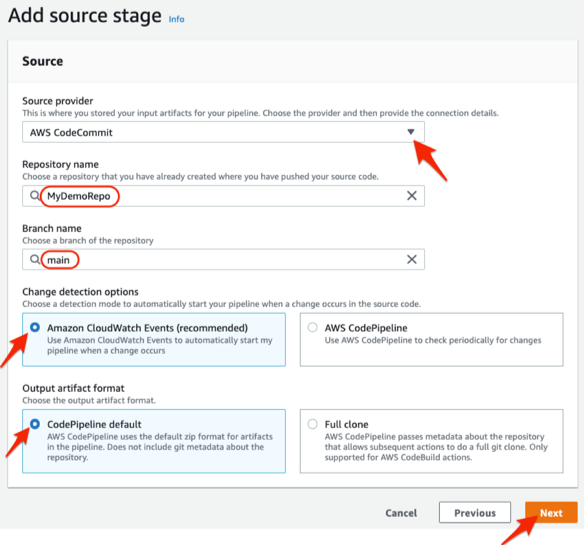 Add source stage Info
Source
Source provider
This is where you stored your input artifacts for your pipeline. Choose the provider and then provide the connection details.
AWS CodeCommit
Repository name
Choose a repository that you have already created where you have pushed your source code.
MyDemoRepo
Branch name
Choose a branch of the repository
main
Change detection options
Choose a detection mode to automatically start your pipeline when a change occurs in the source code.
Amazon CloudWatch Events (recommended)
Use Amazon CloudWatch Events to automatically start my
pipeline when a change occurs
AWS CodePipeline
Use AWS CodePipeline to check periodically for changes
Output artifact format
Choose the output artifact format.
CodePipeline default
AWS CodePipeline uses the default zip format for artifacts
in the pipeline. Does not include git metadata about the
repository.
Full clone
AWS CodePipeline passes metadata about the repository
that allows subsequent actions to do a full git clone. Only
supported for AWS CodeBuild actions.
Cancel
Previous
Next